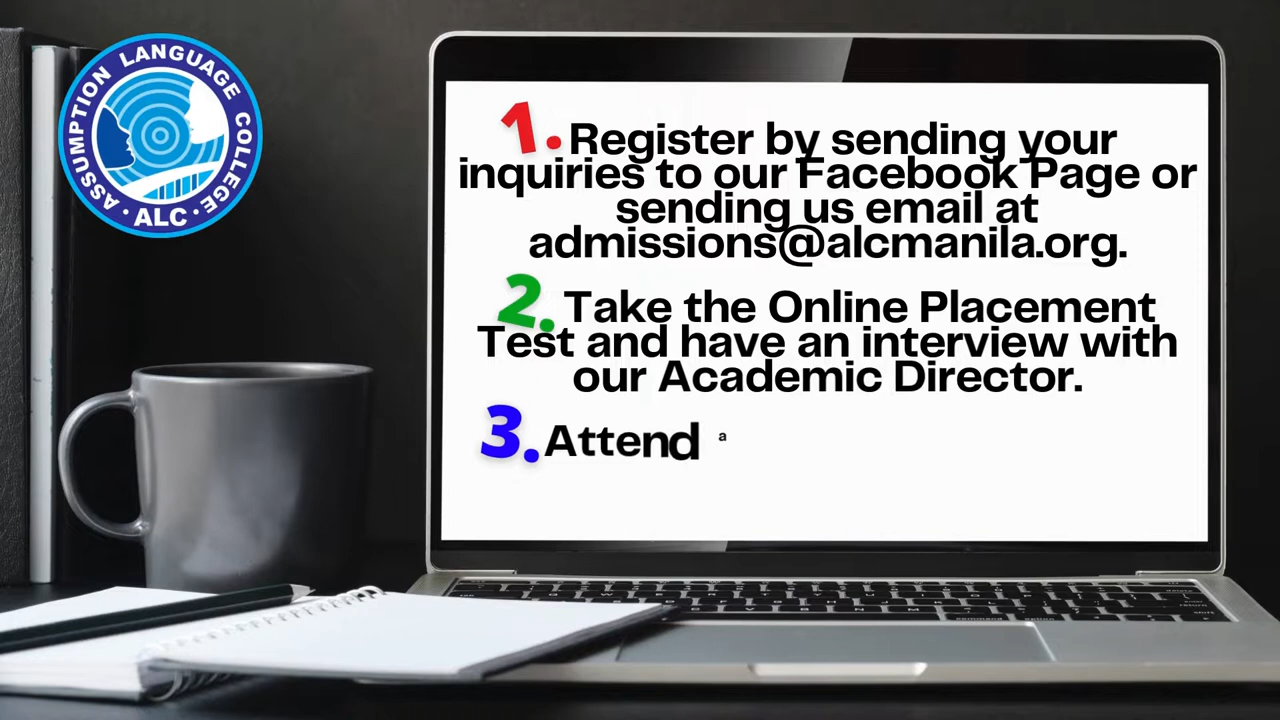 ASSUMPTION LANGUAGE COLLEGE
· ALC ·
1. Register by sending your
inquiries to our Facebook Page or
sending us email at
admissions@alcmanila.org.
2. Take the Online Placement
Test and have an interview with
our Academic Director.
3. Attend a